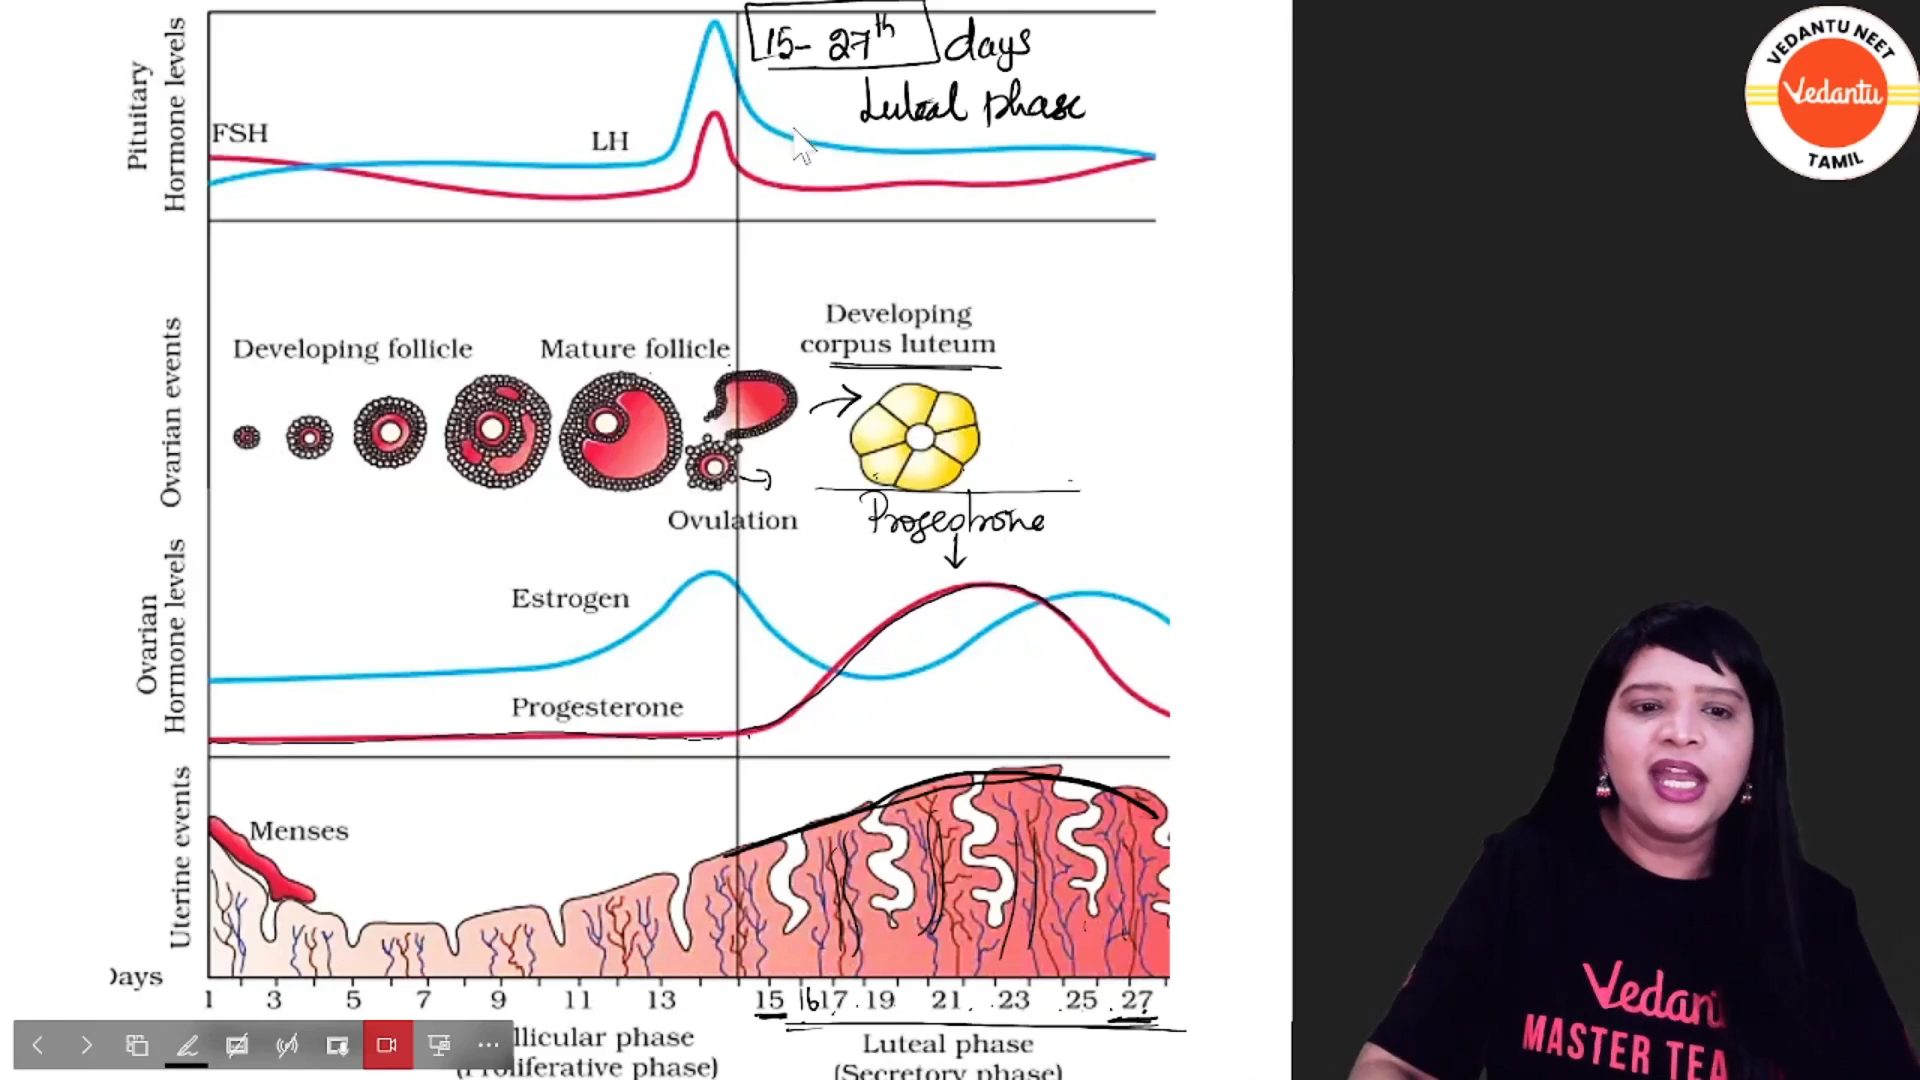 Pituitary
Hormone levels
FSH
LH
15- 27th days
Luteal phase
Ovarian events
Developing follicle
Mature follicle
Developing
corpus luteum
Ovulation
Progestrone
Ovarian
Hormone levels
Estrogen
Progesterone
Uterine events
Menses
Days
1 3 5 7 9 11 13 15 16 17 19 21 23 25 27
llicular phase
(Proliferative phase)
Luteal phase
(Secretory phase)
VEDANTU NEET
Vedantu
TAMIL
Vedant
MASTER TEA